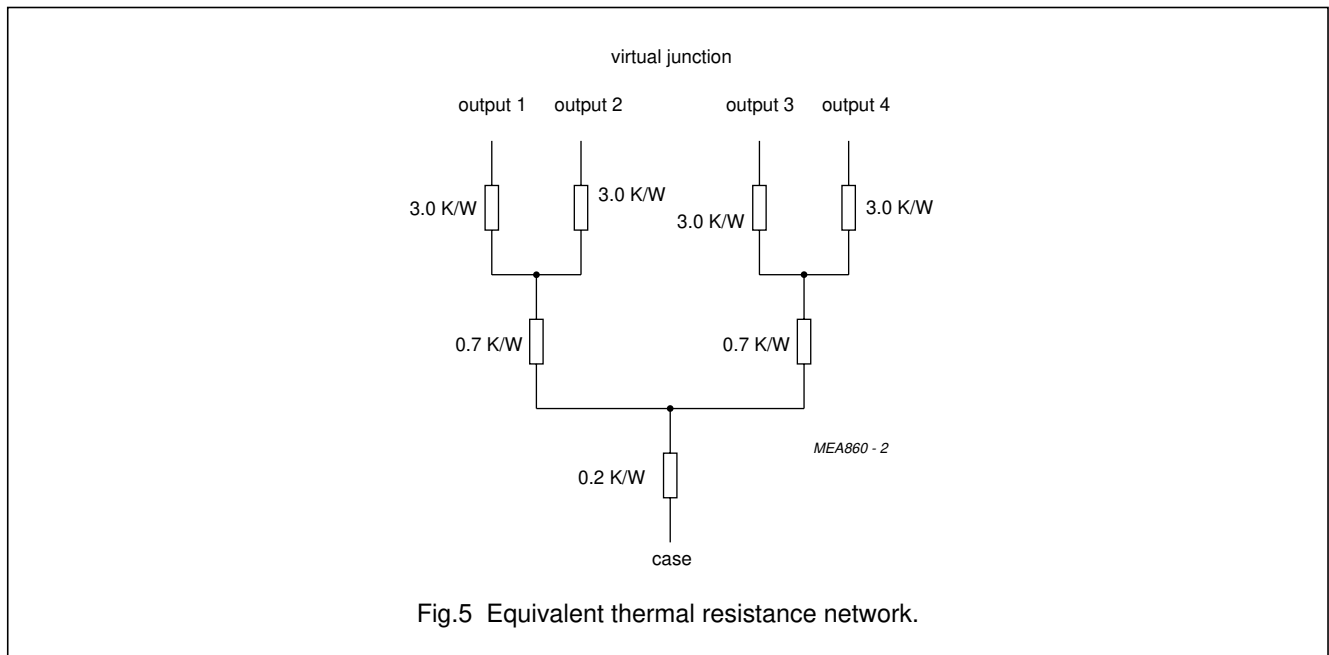 virtual junction
output 1 output 2 output 3 output 4
3.0 K/W 3.0 K/W 3.0 K/W 3.0 K/W
0.7 K/W 0.7 K/W
MEA860 - 2
0.2 K/W
case
Fig.5 Equivalent thermal resistance network.